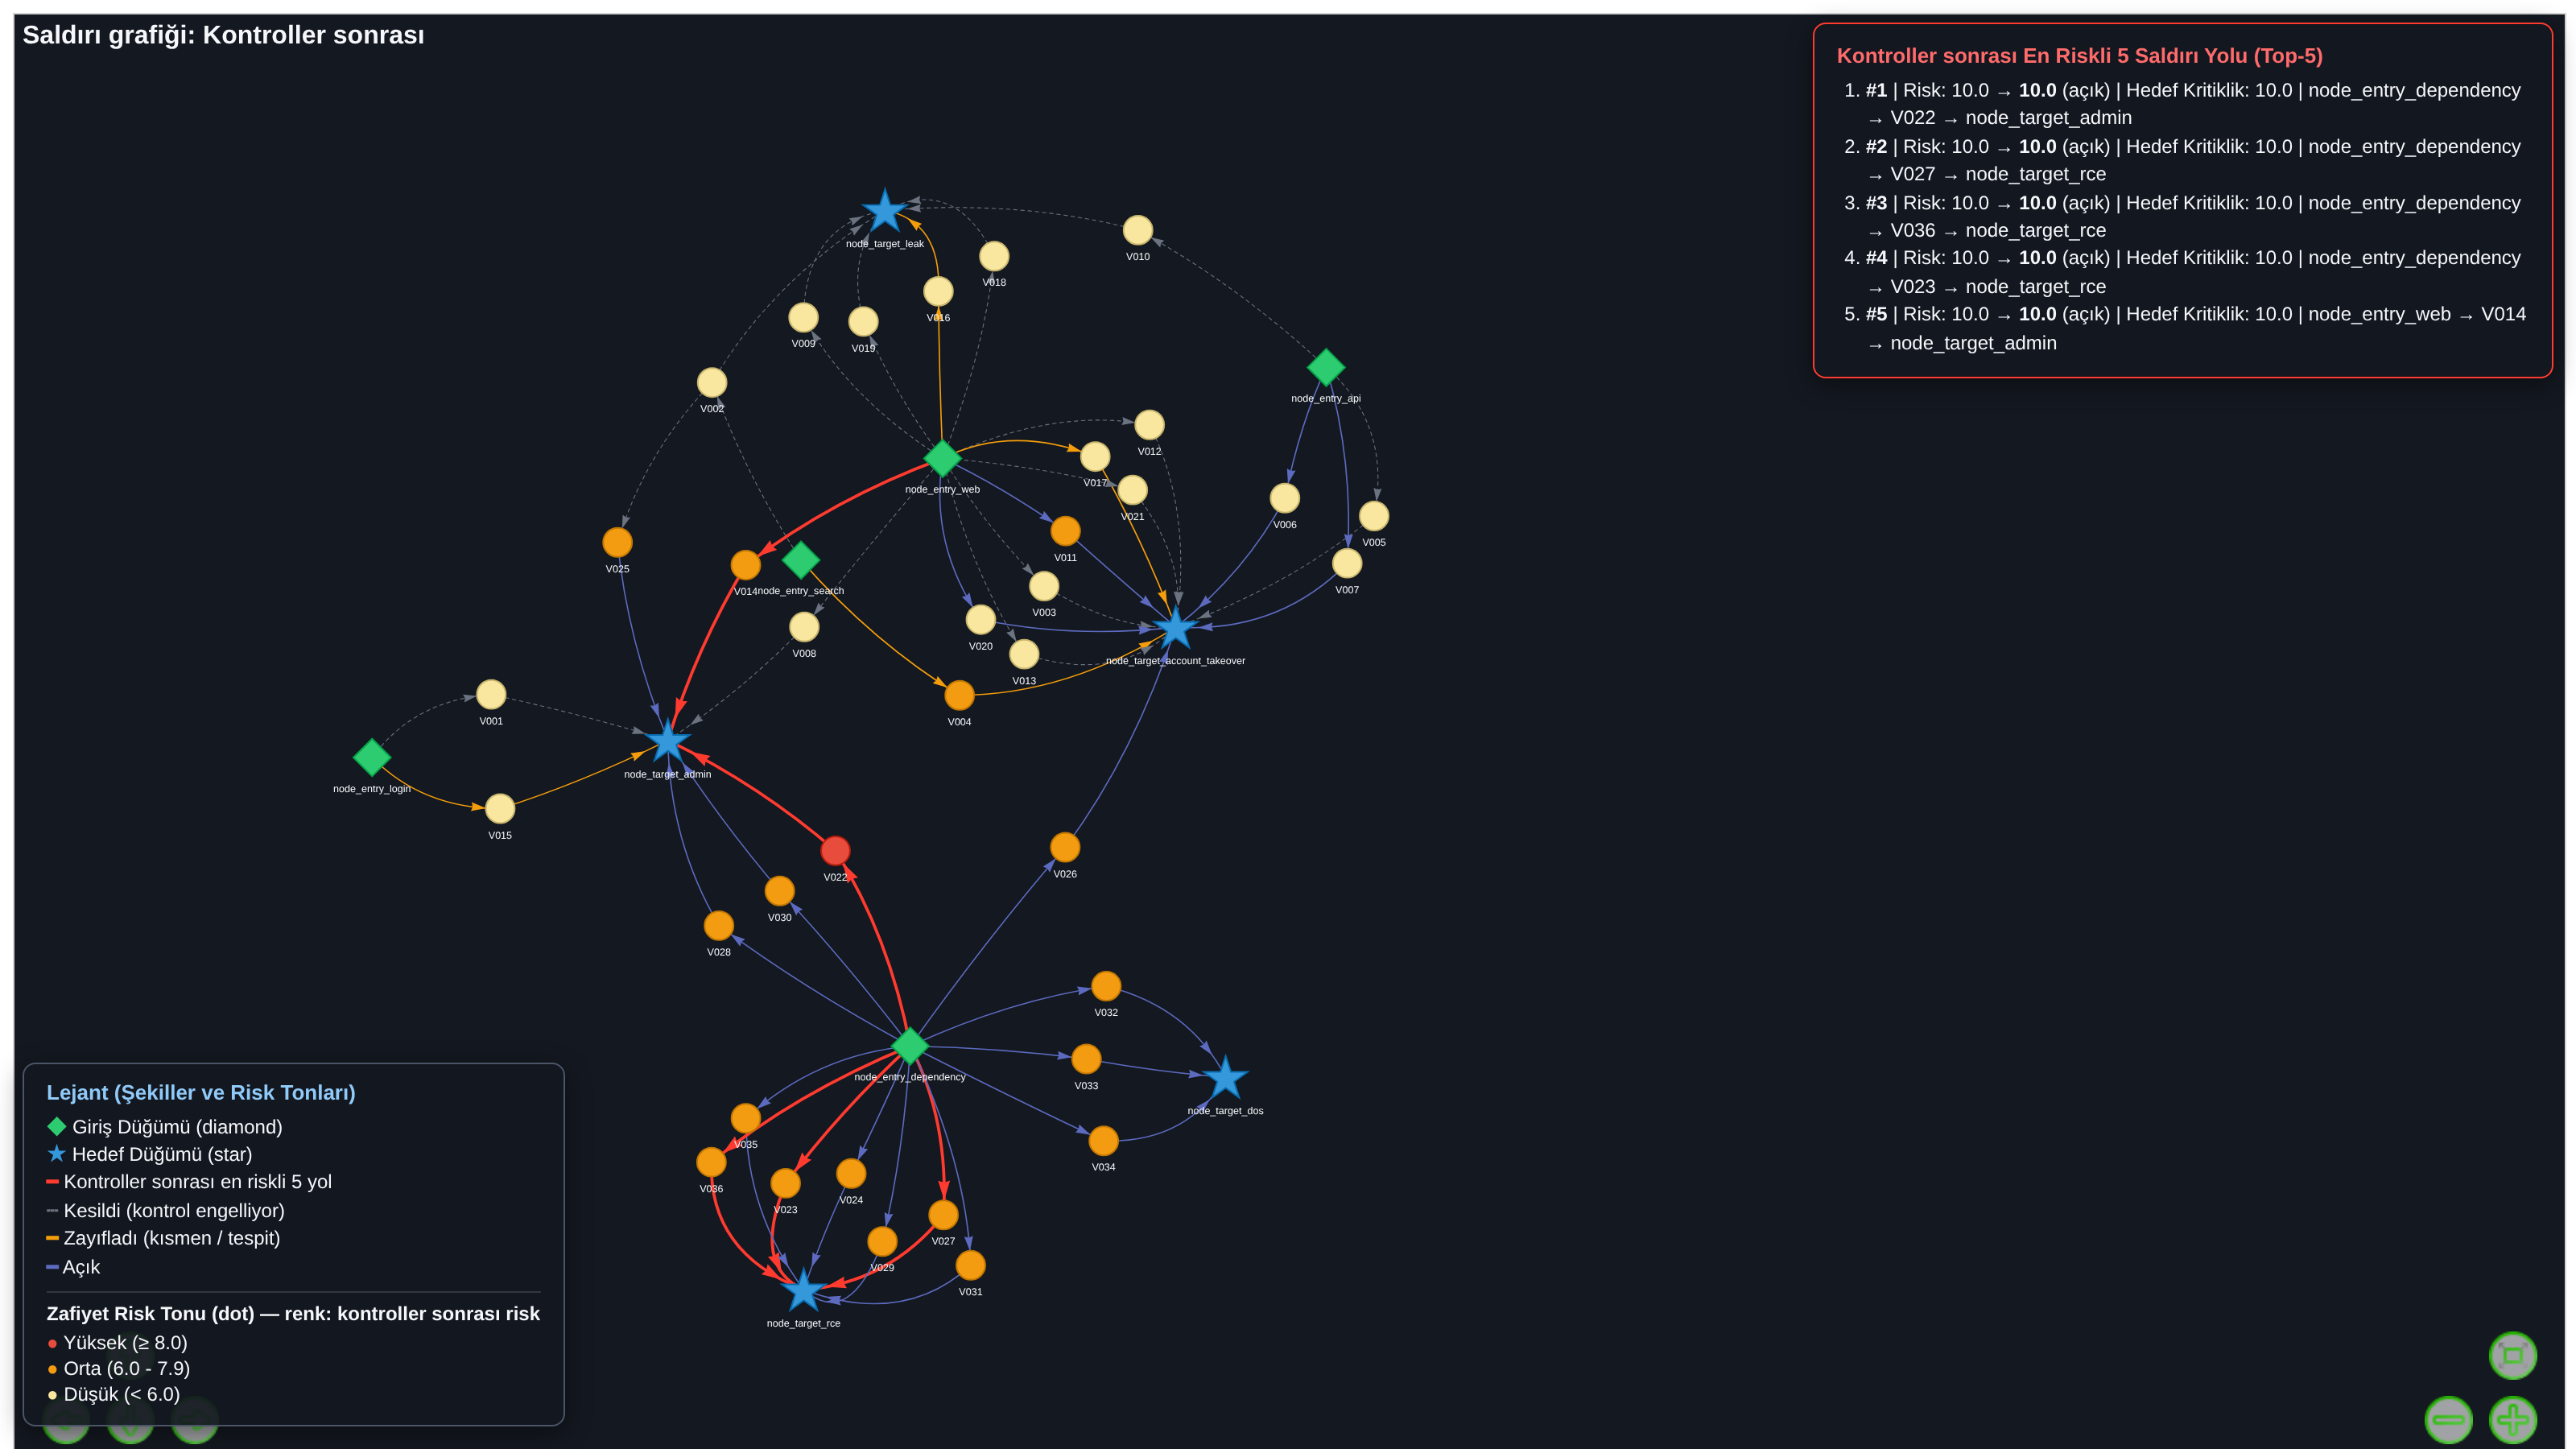 Saldırı grafiği: Kontroller sonrası
Kontroller sonrası En Riskli 5 Saldırı Yolu (Top-5)
1. #1 | Risk: 10.0 → 10.0 (açık) | Hedef Kritiklik: 10.0 | node_entry_dependency
→ V022 → node_target_admin
2. #2 | Risk: 10.0 → 10.0 (açık) | Hedef Kritiklik: 10.0 | node_entry_dependency
→ V027 → node_target_rce
3. #3 | Risk: 10.0 → 10.0 (açık) | Hedef Kritiklik: 10.0 | node_entry_dependency
→ V036 → node_target_rce
4. #4 | Risk: 10.0 → 10.0 (açık) | Hedef Kritiklik: 10.0 | node_entry_dependency
→ V023 → node_target_rce
5. #5 | Risk: 10.0 → 10.0 (açık) | Hedef Kritiklik: 10.0 | node_entry_web → V014
→ node_target_admin
node_target_leak
V010
V018
V016
V009
V019
node_entry_api
V002
V012
V017
node_entry_web
V021
V006
V005
V011
V025
V007
V014
node_entry_search
V003
V020
V008
node_target_account_takeover
V013
V001
V004
node_target_admin
node_entry_login
V015
V022
V026
V030
V028
V032
node_entry_dependency
V033
node_target_dos
V035
V034
V036
V024
V023
V027
V029
V031
node_target_rce
Lejant (Şekiller ve Risk Tonları)
Giriş Düğümü (diamond)
Hedef Düğümü (star)
Kontroller sonrası en riskli 5 yol
Kesildi (kontrol engelliyor)
Zayıfladı (kısmen / tespit)
Açık
Zafiyet Risk Tonu (dot) — renk: kontroller sonrası risk
Yüksek (≥ 8.0)
Orta (6.0 - 7.9)
Düşük (< 6.0)